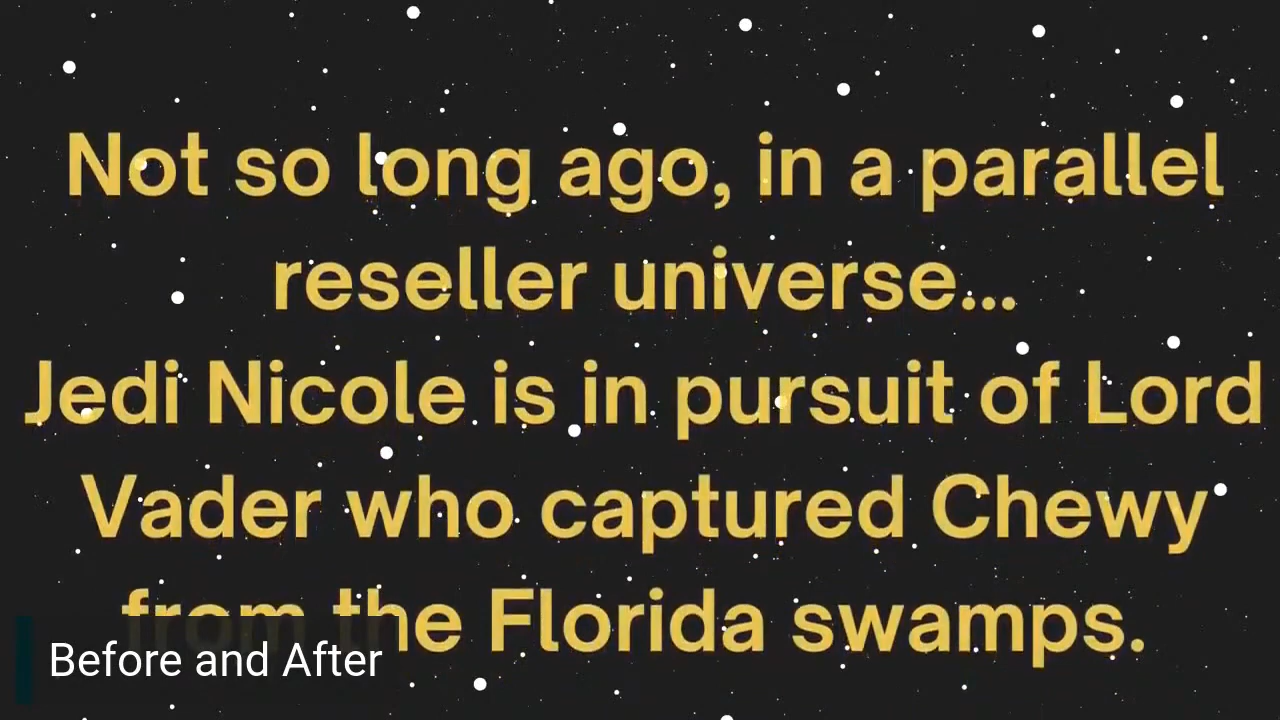 Not so long ago, in a parallel
reseller universe...
Jedi Nicole is in pursuit of Lord
Vader who captured Chewy
from the Florida swamps.
Before and After